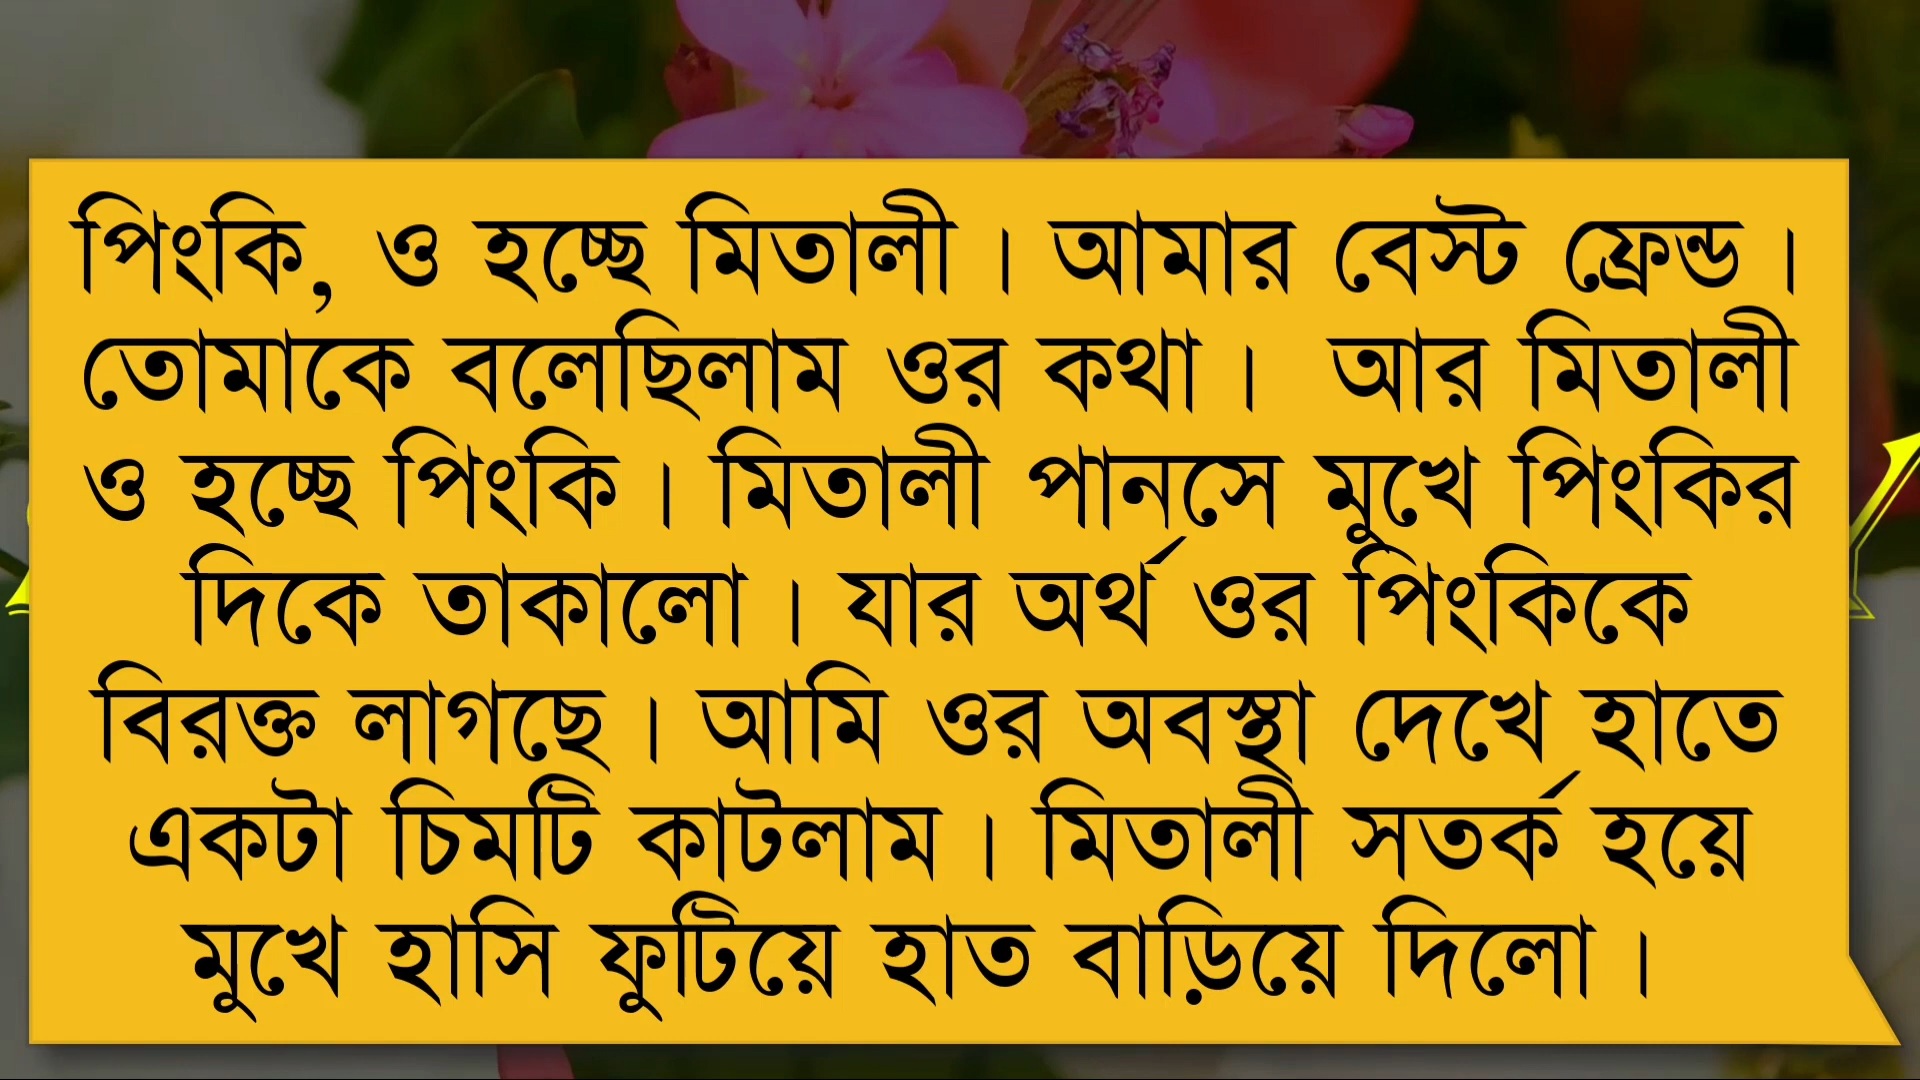 পিংকি, ও হচ্ছে মিতালী। আমার বেস্ট ফ্রেন্ড।
তোমাকে বলেছিলাম ওর কথা। আর মিতালী
ও হচ্ছে পিংকি। মিতালী পানসে মুখে পিংকির
দিকে তাকালো। যার অর্থ ওর পিংকিকে
বিরক্ত লাগছে। আমি ওর অবস্থা দেখে হাতে
একটা চিমটি কাটলাম। মিতালী সতর্ক হয়ে
মুখে হাসি ফুটিয়ে হাত বাড়িয়ে দিলো।